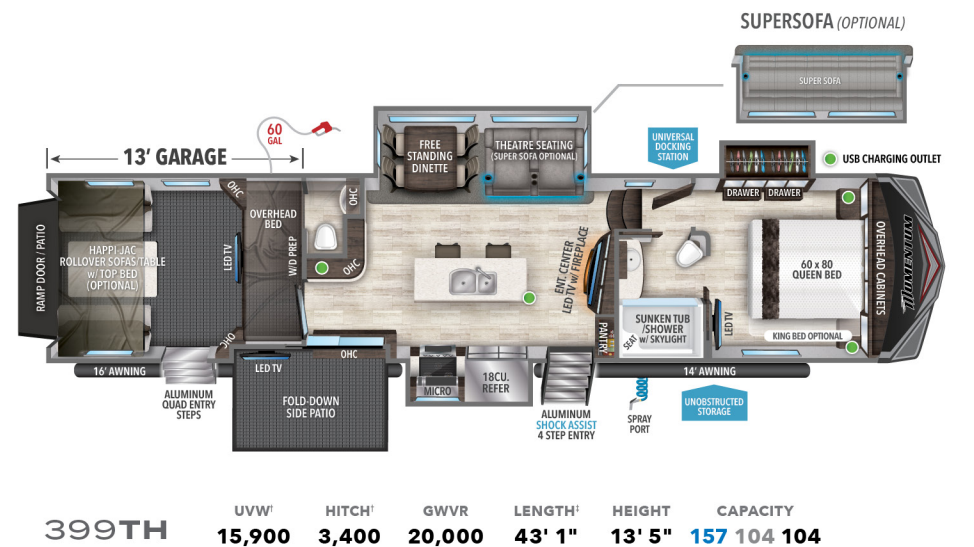 SUPERSOFA (OPTIONAL)
SUPER SOFA
60
GAL
13' GARAGE
UNIVERSAL
DOCKING
STATION
USB CHARGING OUTLET
FREE
STANDING
DINETTE
THEATRE SEATING
(SUPER SOFA OPTIONAL)
DRAWER
DRAWER
OHC
OHC
OVERHEAD
BED
RAMP DOOR / PATIO
HAPPI-JAC
ROLLOVER SOFAS/TABLE
w/ TOP BED
(OPTIONAL)
LED TV
W/D PREP
OHC
ENT. CENTER
LED TV w/ FIREPLACE
60 x 80
QUEEN BED
OVERHEAD CABINETS
MOMENTUM
PANTRY
SUNKEN TUB
/SHOWER
w/ SKYLIGHT
SEAT
LED TV
KING BED OPTIONAL
OHC
OHC
LED TV
16' AWNING
14' AWNING
MICRO
18CU.
REFER
ALUMINUM
QUAD ENTRY
STEPS
FOLD-DOWN
SIDE PATIO
ALUMINUM
SHOCK ASSIST
4 STEP ENTRY
SPRAY
PORT
UNOBSTRUCTED
STORAGE
399TH
UVW† HITCH† GWVR LENGTH‡ HEIGHT CAPACITY
15,900 3,400 20,000 43' 1" 13' 5" 157 104 104